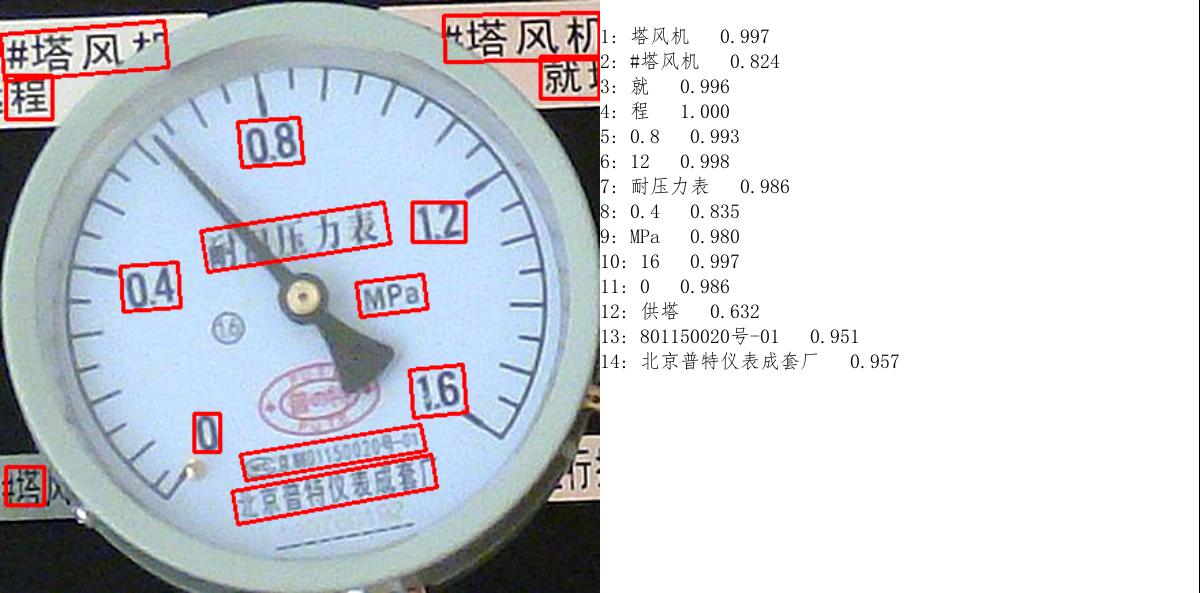 #塔风机
#塔风机
程
就
0.8
耐压力表
1.2
0.4
MPa
16
1.6
0
01150020号-01
北京普特仪表成套厂
#塔风
行
1: 塔风机 0.997
2: #塔风机 0.824
3: 就 0.996
4: 程 1.000
5: 0.8 0.993
6: 12 0.998
7: 耐压力表 0.986
8: 0.4 0.835
9: MPa 0.980
10: 16 0.997
11: 0 0.986
12: 供塔 0.632
13: 801150020号-01 0.951
14: 北京普特仪表成套厂 0.957